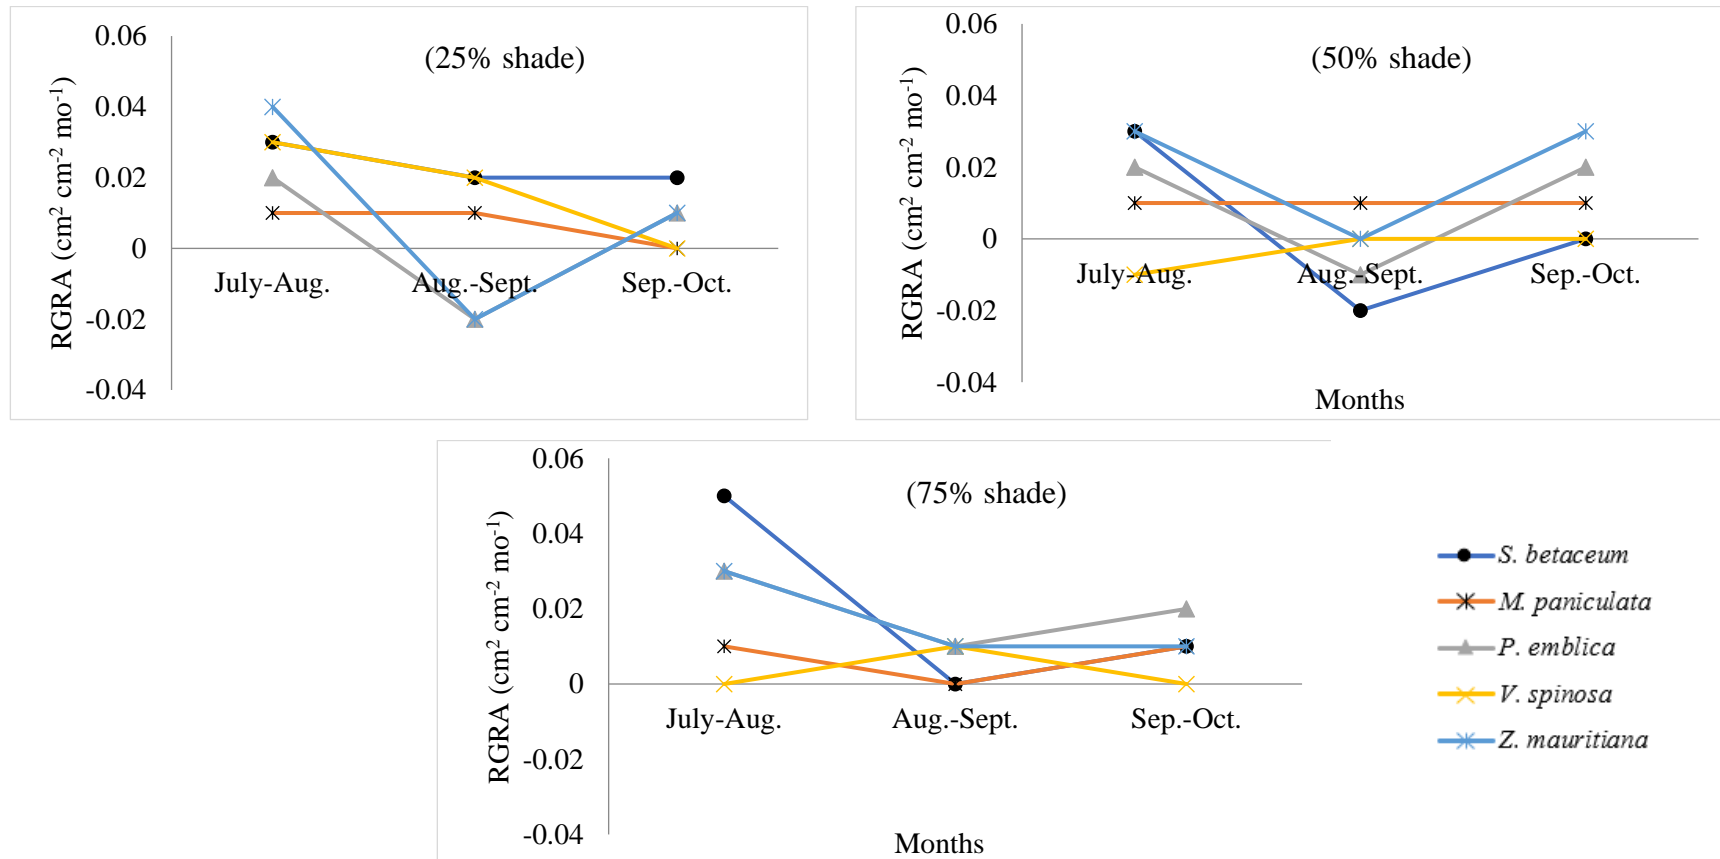 (25% shade)
RGRA (cm² cm⁻² mo⁻¹)
0.06
0.04
0.02
0
-0.02
-0.04
July-Aug.
Aug.-Sept.
Sep.-Oct.
(50% shade)
RGRA (cm² cm⁻² mo⁻¹)
0.06
0.04
0.02
0
-0.02
-0.04
July-Aug.
Aug.-Sept.
Sep.-Oct.
Months
(75% shade)
RGRA (cm² cm⁻² mo⁻¹)
0.06
0.04
0.02
0
-0.02
-0.04
July-Aug.
Aug.-Sept.
Sep.-Oct.
Months
S. betaceum
M. paniculata
P. emblica
V. spinosa
Z. mauritiana